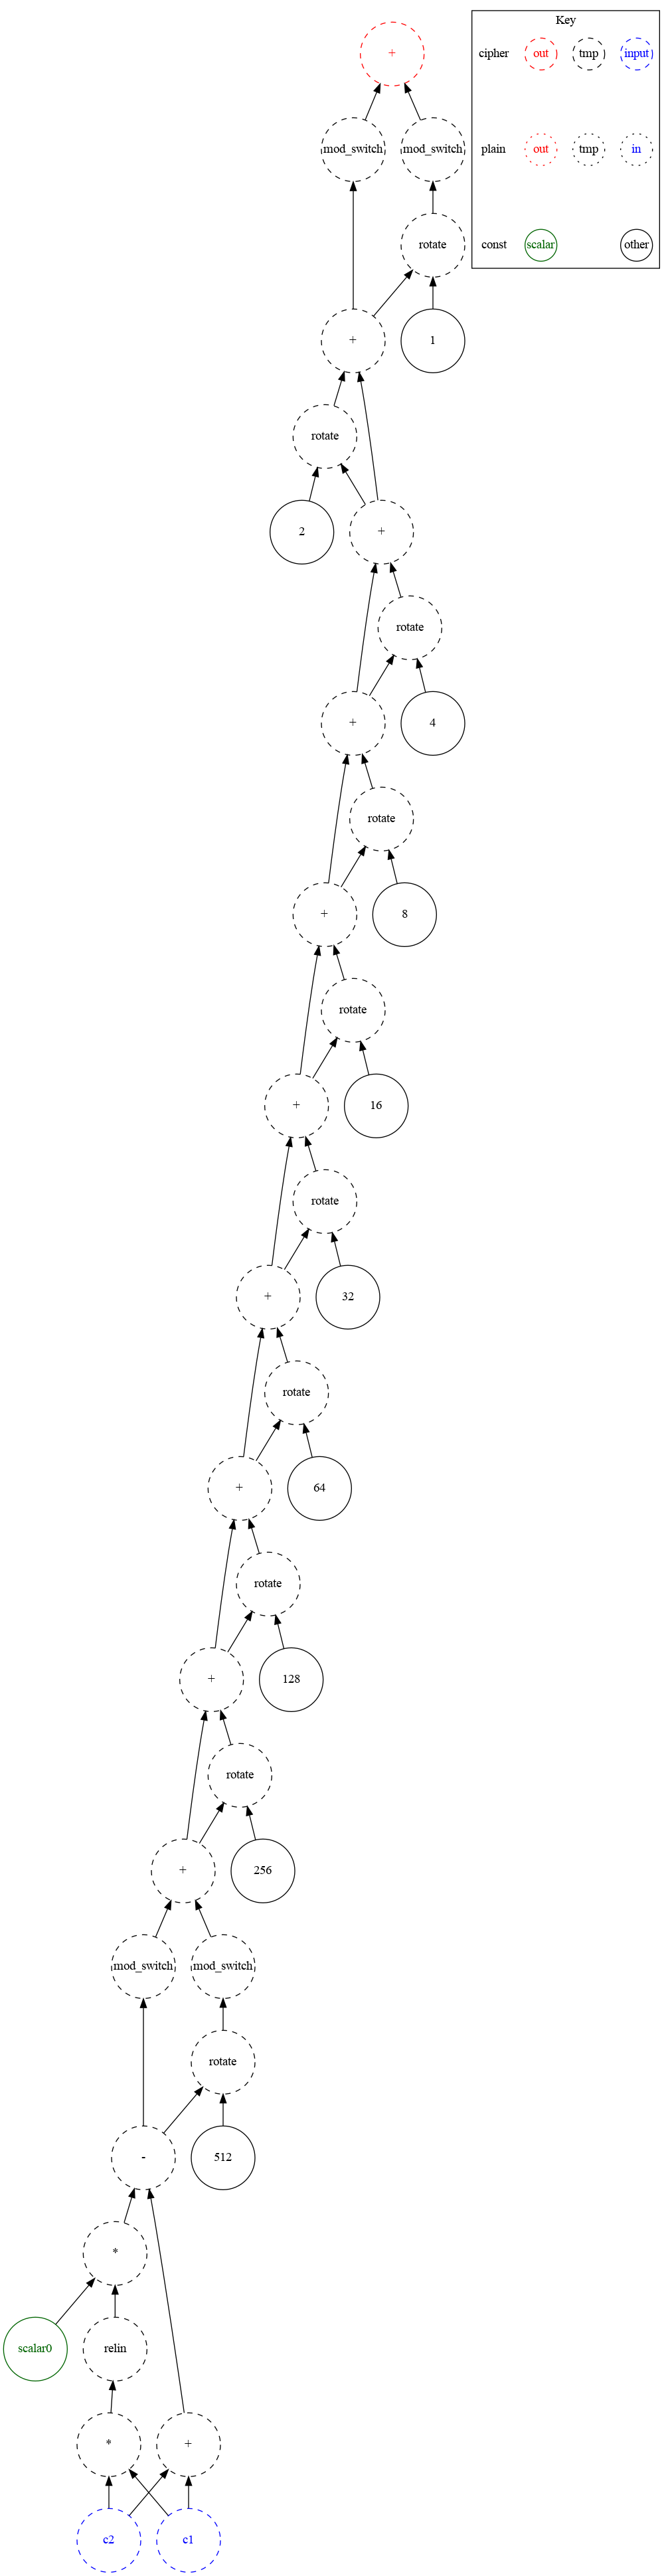 Key
+
cipher
out
tmp
input
mod_switch
mod_switch
plain
out
tmp
in
rotate
const
scalar
other
+
1
rotate
2
+
rotate
+
4
rotate
+
8
rotate
+
16
rotate
+
32
rotate
+
64
rotate
+
128
rotate
+
256
mod_switch
mod_switch
rotate
-
512
*
scalar0
relin
*
+
c2
c1